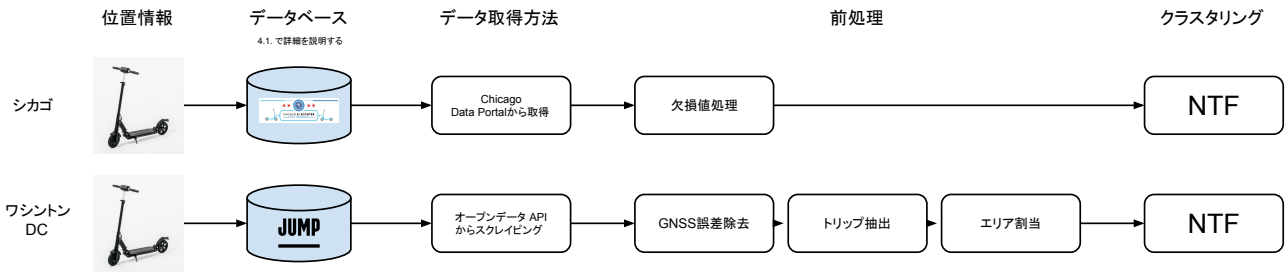 位置情報
データベース
データ取得方法
前処理
クラスタリング
4.1. で詳細を説明する
シカゴ
CHICAGO E-SCOOTER
Chicago
Data Portalから取得
欠損値処理
NTF
ワシントン
DC
JUMP
オープンデータ API
からスクレイピング
GNSS誤差除去
トリップ抽出
エリア割当
NTF